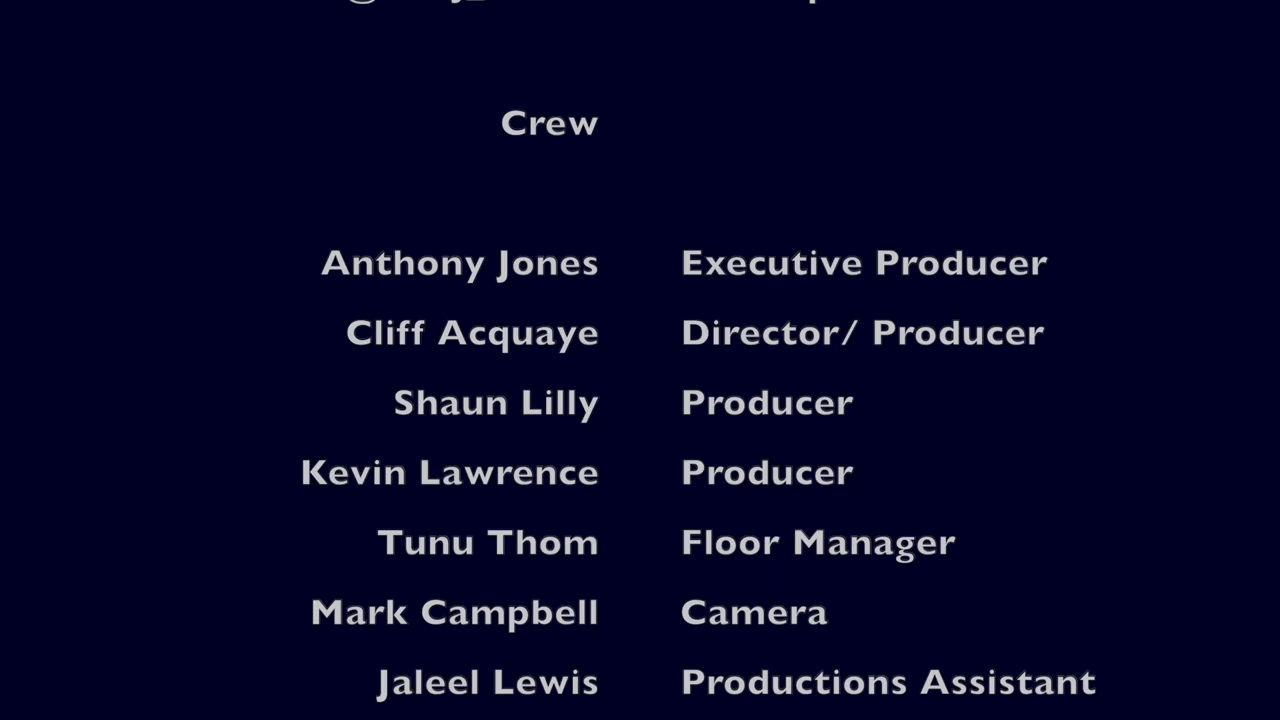 Crew
Anthony Jones Executive Producer
Cliff Acquaye Director/ Producer
Shaun Lilly Producer
Kevin Lawrence Producer
Tunu Thom Floor Manager
Mark Campbell Camera
Jaleel Lewis Productions Assistant